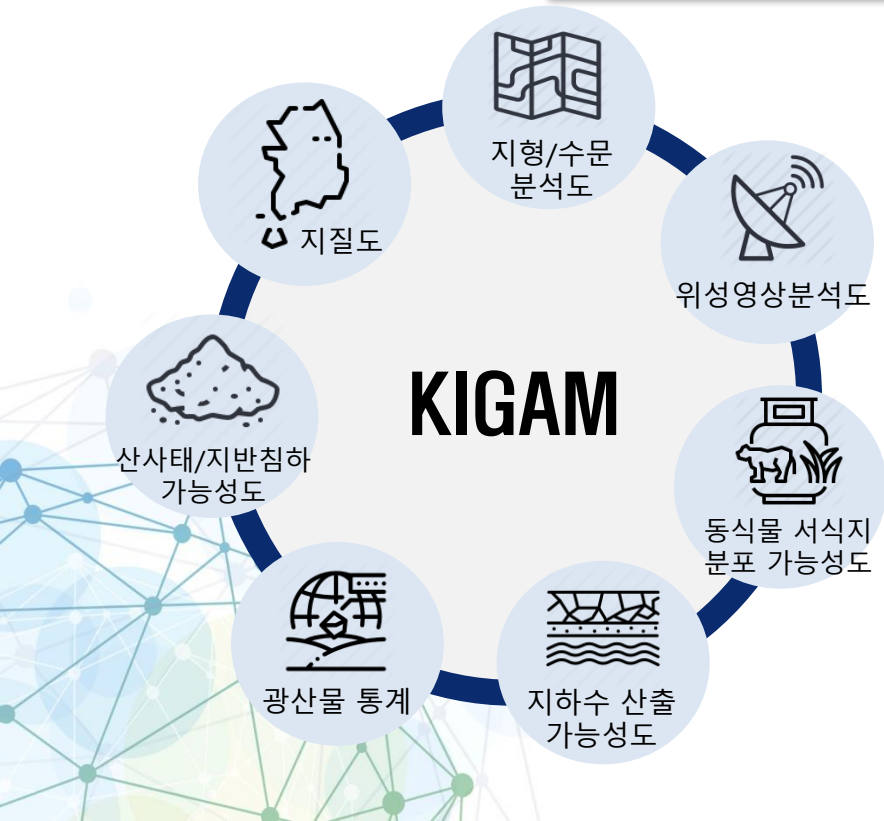 지형/수문
분석도
지질도
위성영상분석도
KIGAM
산사태/지반침하
가능성도
동식물 서식지
분포 가능성도
광산물 통계
지하수 산출
가능성도